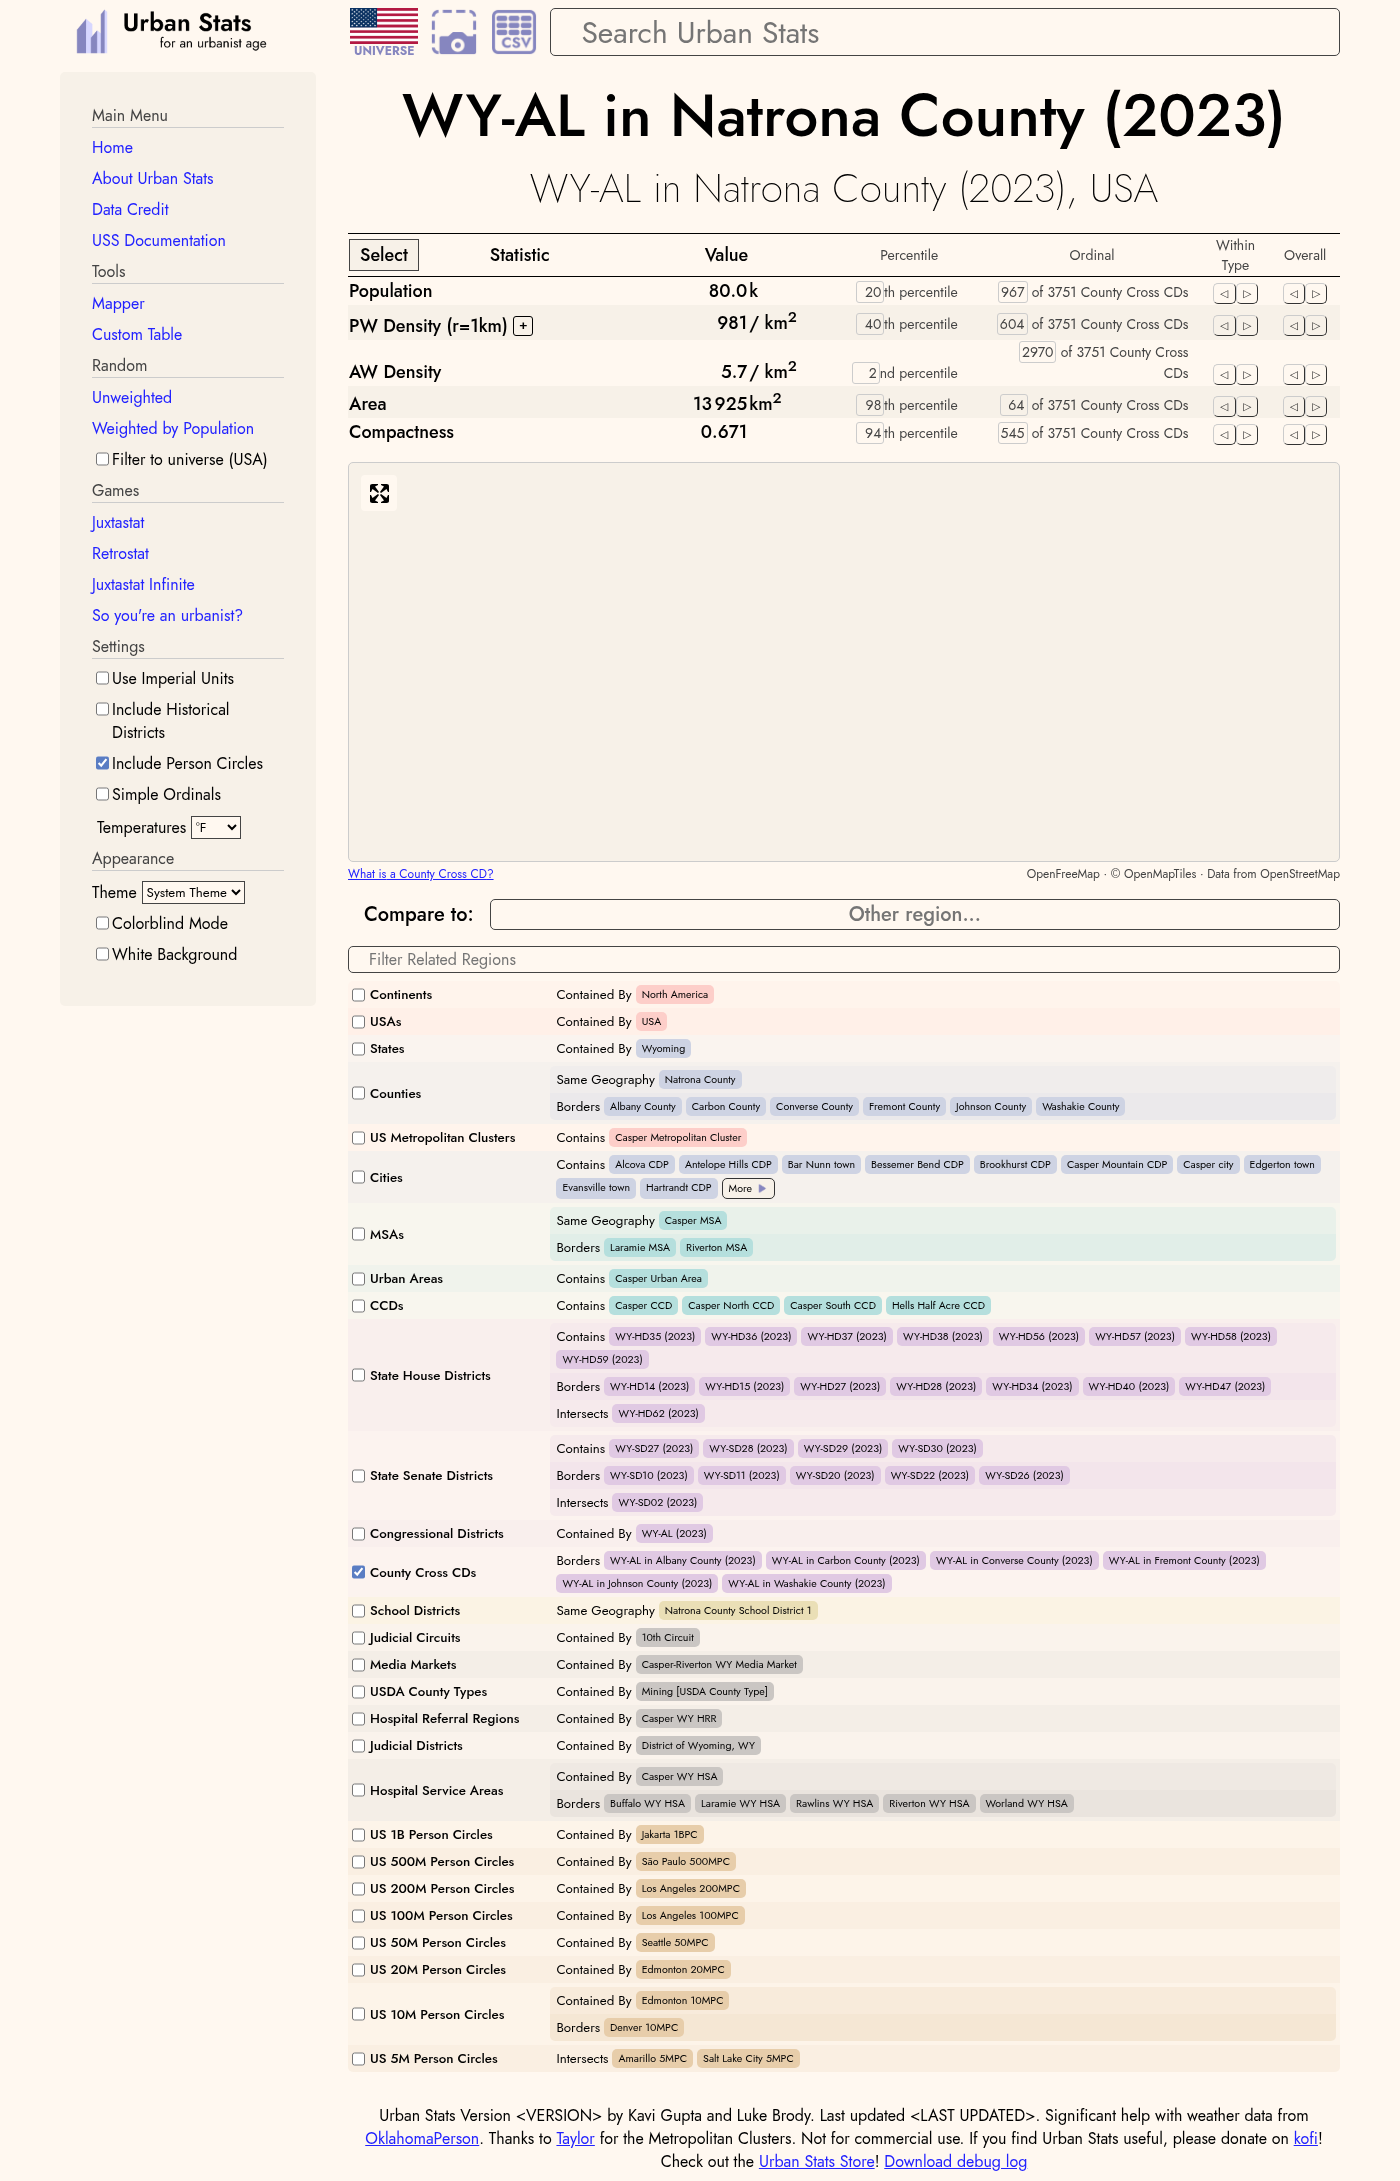 Urban Stats
for an urbanist age
UNIVERSE
CSV
Search Urban Stats
Main Menu
Home
About Urban Stats
Data Credit
USS Documentation
Tools
Mapper
Custom Table
Random
Unweighted
Weighted by Population
Filter to universe (USA)
Games
Juxtastat
Retrostat
Juxtastat Infinite
So you're an urbanist?
Settings
Use Imperial Units
Include Historical
Districts
Include Person Circles
Simple Ordinals
Temperatures °F
Appearance
Theme System Theme
Colorblind Mode
White Background
WY-AL in Natrona County (2023)
WY-AL in Natrona County (2023), USA
Select Statistic Value Percentile Ordinal Within Type Overall
Population 80.0k 20th percentile 967 of 3751 County Cross CDs ◁ ▷ ◁ ▷
PW Density (r=1km) + 981/ km² 40th percentile 604 of 3751 County Cross CDs ◁ ▷ ◁ ▷
AW Density 5.7/ km² 2nd percentile 2970 of 3751 County Cross CDs ◁ ▷ ◁ ▷
Area 13 925km² 98th percentile 64 of 3751 County Cross CDs ◁ ▷ ◁ ▷
Compactness 0.671 94th percentile 545 of 3751 County Cross CDs ◁ ▷ ◁ ▷
What is a County Cross CD? OpenFreeMap · © OpenMapTiles · Data from OpenStreetMap
Compare to: Other region...
Filter Related Regions
Continents Contained By North America
USAs Contained By USA
States Contained By Wyoming
Counties Same Geography Natrona County
Borders Albany County Carbon County Converse County Fremont County Johnson County Washakie County
US Metropolitan Clusters Contains Casper Metropolitan Cluster
Cities Contains Alcova CDP Antelope Hills CDP Bar Nunn town Bessemer Bend CDP Brookhurst CDP Casper Mountain CDP Casper city Edgerton town
Evansville town Hartrandt CDP More ▶
MSAs Same Geography Casper MSA
Borders Laramie MSA Riverton MSA
Urban Areas Contains Casper Urban Area
CCDs Contains Casper CCD Casper North CCD Casper South CCD Hells Half Acre CCD
State House Districts Contains WY-HD35 (2023) WY-HD36 (2023) WY-HD37 (2023) WY-HD38 (2023) WY-HD56 (2023) WY-HD57 (2023) WY-HD58 (2023)
WY-HD59 (2023)
Borders WY-HD14 (2023) WY-HD15 (2023) WY-HD27 (2023) WY-HD28 (2023) WY-HD34 (2023) WY-HD40 (2023) WY-HD47 (2023)
Intersects WY-HD62 (2023)
State Senate Districts Contains WY-SD27 (2023) WY-SD28 (2023) WY-SD29 (2023) WY-SD30 (2023)
Borders WY-SD10 (2023) WY-SD11 (2023) WY-SD20 (2023) WY-SD22 (2023) WY-SD26 (2023)
Intersects WY-SD02 (2023)
Congressional Districts Contained By WY-AL (2023)
County Cross CDs Borders WY-AL in Albany County (2023) WY-AL in Carbon County (2023) WY-AL in Converse County (2023) WY-AL in Fremont County (2023)
WY-AL in Johnson County (2023) WY-AL in Washakie County (2023)
School Districts Same Geography Natrona County School District 1
Judicial Circuits Contained By 10th Circuit
Media Markets Contained By Casper-Riverton WY Media Market
USDA County Types Contained By Mining [USDA County Type]
Hospital Referral Regions Contained By Casper WY HRR
Judicial Districts Contained By District of Wyoming, WY
Hospital Service Areas Contained By Casper WY HSA
Borders Buffalo WY HSA Laramie WY HSA Rawlins WY HSA Riverton WY HSA Worland WY HSA
US 1B Person Circles Contained By Jakarta 1BPC
US 500M Person Circles Contained By São Paulo 500MPC
US 200M Person Circles Contained By Los Angeles 200MPC
US 100M Person Circles Contained By Los Angeles 100MPC
US 50M Person Circles Contained By Seattle 50MPC
US 20M Person Circles Contained By Edmonton 20MPC
US 10M Person Circles Contained By Edmonton 10MPC
Borders Denver 10MPC
US 5M Person Circles Intersects Amarillo 5MPC Salt Lake City 5MPC
Urban Stats Version <VERSION> by Kavi Gupta and Luke Brody. Last updated <LAST UPDATED>. Significant help with weather data from
OklahomaPerson. Thanks to Taylor for the Metropolitan Clusters. Not for commercial use. If you find Urban Stats useful, please donate on kofi!
Check out the Urban Stats Store! Download debug log